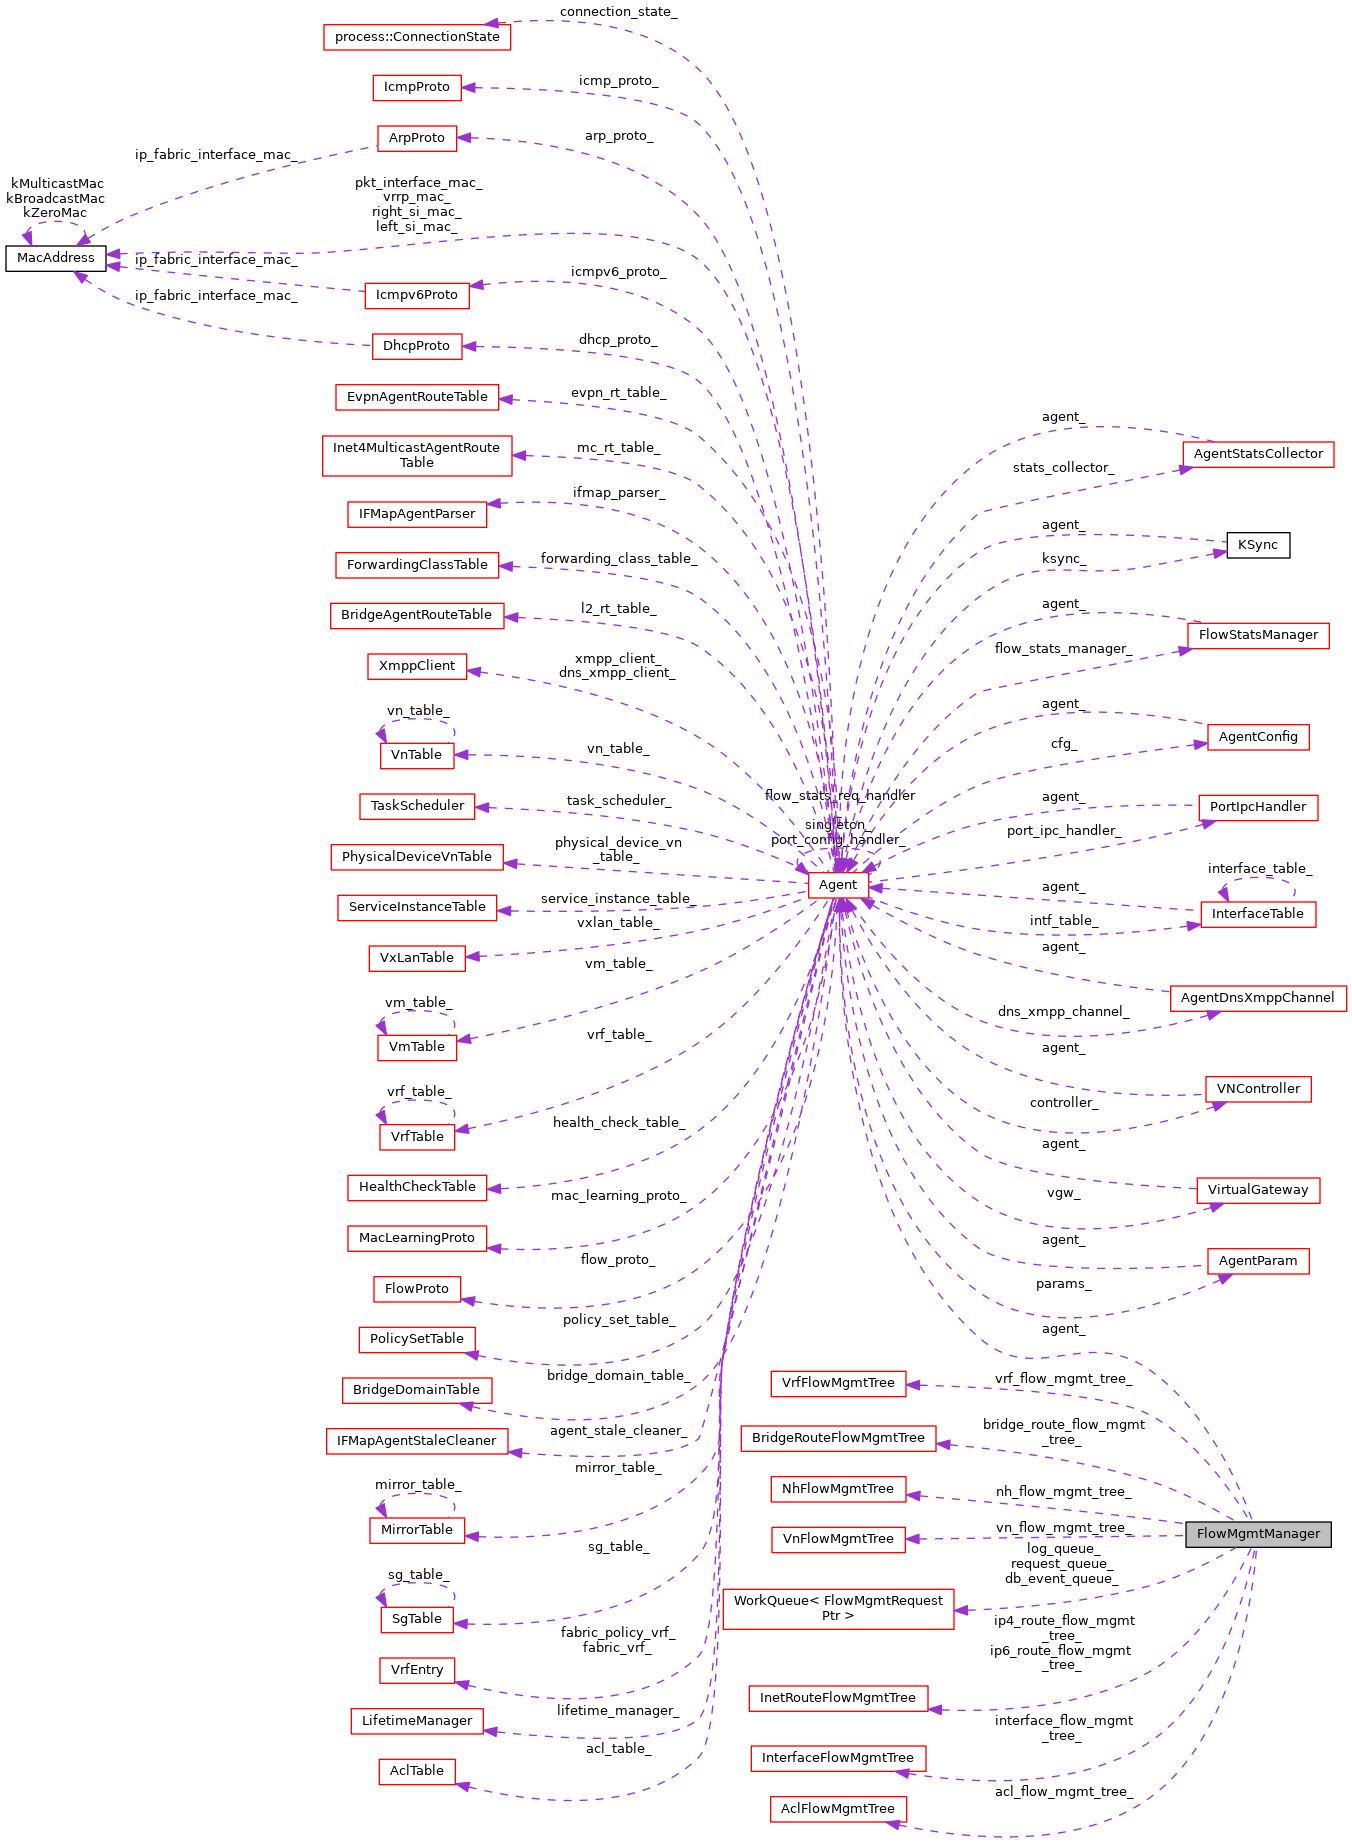 connection_state_
process::ConnectionState
icmp_proto_
IcmpProto
arp_proto_
ArpProto
ip_fabric_interface_mac_
kMulticastMac
kBroadcastMac
kZeroMac
MacAddress
pkt_interface_mac_
vrrp_mac_
right_si_mac_
left_si_mac_
ip_fabric_interface_mac_
icmpv6_proto_
Icmpv6Proto
ip_fabric_interface_mac_
dhcp_proto_
DhcpProto
evpn_rt_table_
EvpnAgentRouteTable
mc_rt_table_
Inet4MulticastAgentRoute
Table
ifmap_parser_
IFMapAgentParser
forwarding_class_table_
ForwardingClassTable
l2_rt_table_
BridgeAgentRouteTable
xmpp_client_
dns_xmpp_client_
XmppClient
vn_table_
vn_table_
VnTable
task_scheduler_
TaskScheduler
physical_device_vn
_table_
PhysicalDeviceVnTable
service_instance_table_
ServiceInstanceTable
vxlan_table_
VxLanTable
vm_table_
vm_table_
VmTable
vrf_table_
vrf_table_
VrfTable
health_check_table_
HealthCheckTable
mac_learning_proto_
MacLearningProto
flow_proto_
FlowProto
policy_set_table_
PolicySetTable
bridge_domain_table_
BridgeDomainTable
agent_stale_cleaner_
IFMapAgentStaleCleaner
mirror_table_
mirror_table_
MirrorTable
sg_table_
sg_table_
SgTable
fabric_policy_vrf_
fabric_vrf_
VrfEntry
lifetime_manager_
LifetimeManager
acl_table_
AclTable
flow_stats_req_handler
_
singleton_
port_config_handler_
Agent
agent_
AgentStatsCollector
stats_collector_
agent_
KSync
ksync_
agent_
FlowStatsManager
flow_stats_manager_
agent_
AgentConfig
cfg_
agent_
PortIpcHandler
port_ipc_handler_
interface_table_
agent_
InterfaceTable
intf_table_
agent_
AgentDnsXmppChannel
dns_xmpp_channel_
agent_
VNController
controller_
agent_
VirtualGateway
vgw_
agent_
AgentParam
params_
agent_
vrf_flow_mgmt_tree_
VrfFlowMgmtTree
bridge_route_flow_mgmt
_tree_
BridgeRouteFlowMgmtTree
nh_flow_mgmt_tree_
NhFlowMgmtTree
vn_flow_mgmt_tree_
VnFlowMgmtTree
FlowMgmtManager
log_queue_
request_queue_
db_event_queue_
WorkQueue< FlowMgmtRequest
Ptr >
ip4_route_flow_mgmt
_tree_
ip6_route_flow_mgmt
_tree_
InetRouteFlowMgmtTree
interface_flow_mgmt
_tree_
InterfaceFlowMgmtTree
acl_flow_mgmt_tree_
AclFlowMgmtTree